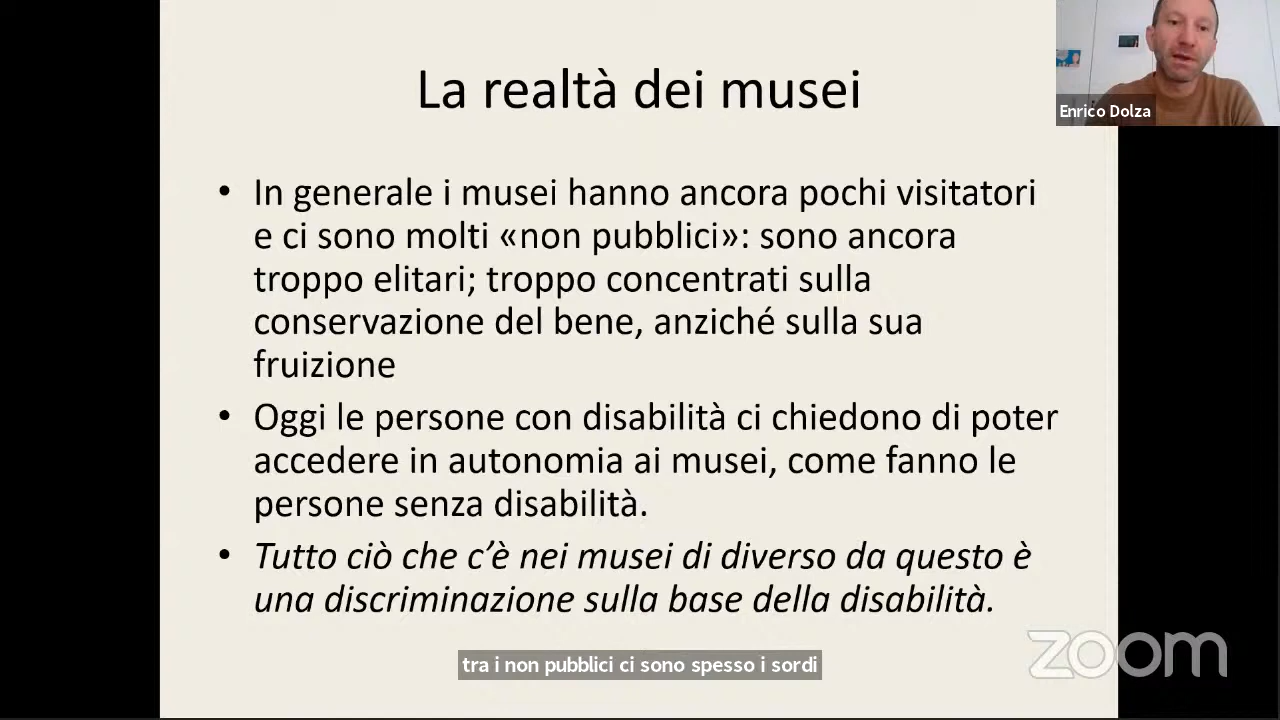 La realtà dei musei
Enrico Dolza
• In generale i musei hanno ancora pochi visitatori
e ci sono molti «non pubblici»: sono ancora
troppo elitari; troppo concentrati sulla
conservazione del bene, anziché sulla sua
fruizione
• Oggi le persone con disabilità ci chiedono di poter
accedere in autonomia ai musei, come fanno le
persone senza disabilità.
• Tutto ciò che c’è nei musei di diverso da questo è
una discriminazione sulla base della disabilità.
tra i non pubblici ci sono spesso i sordi
zoom